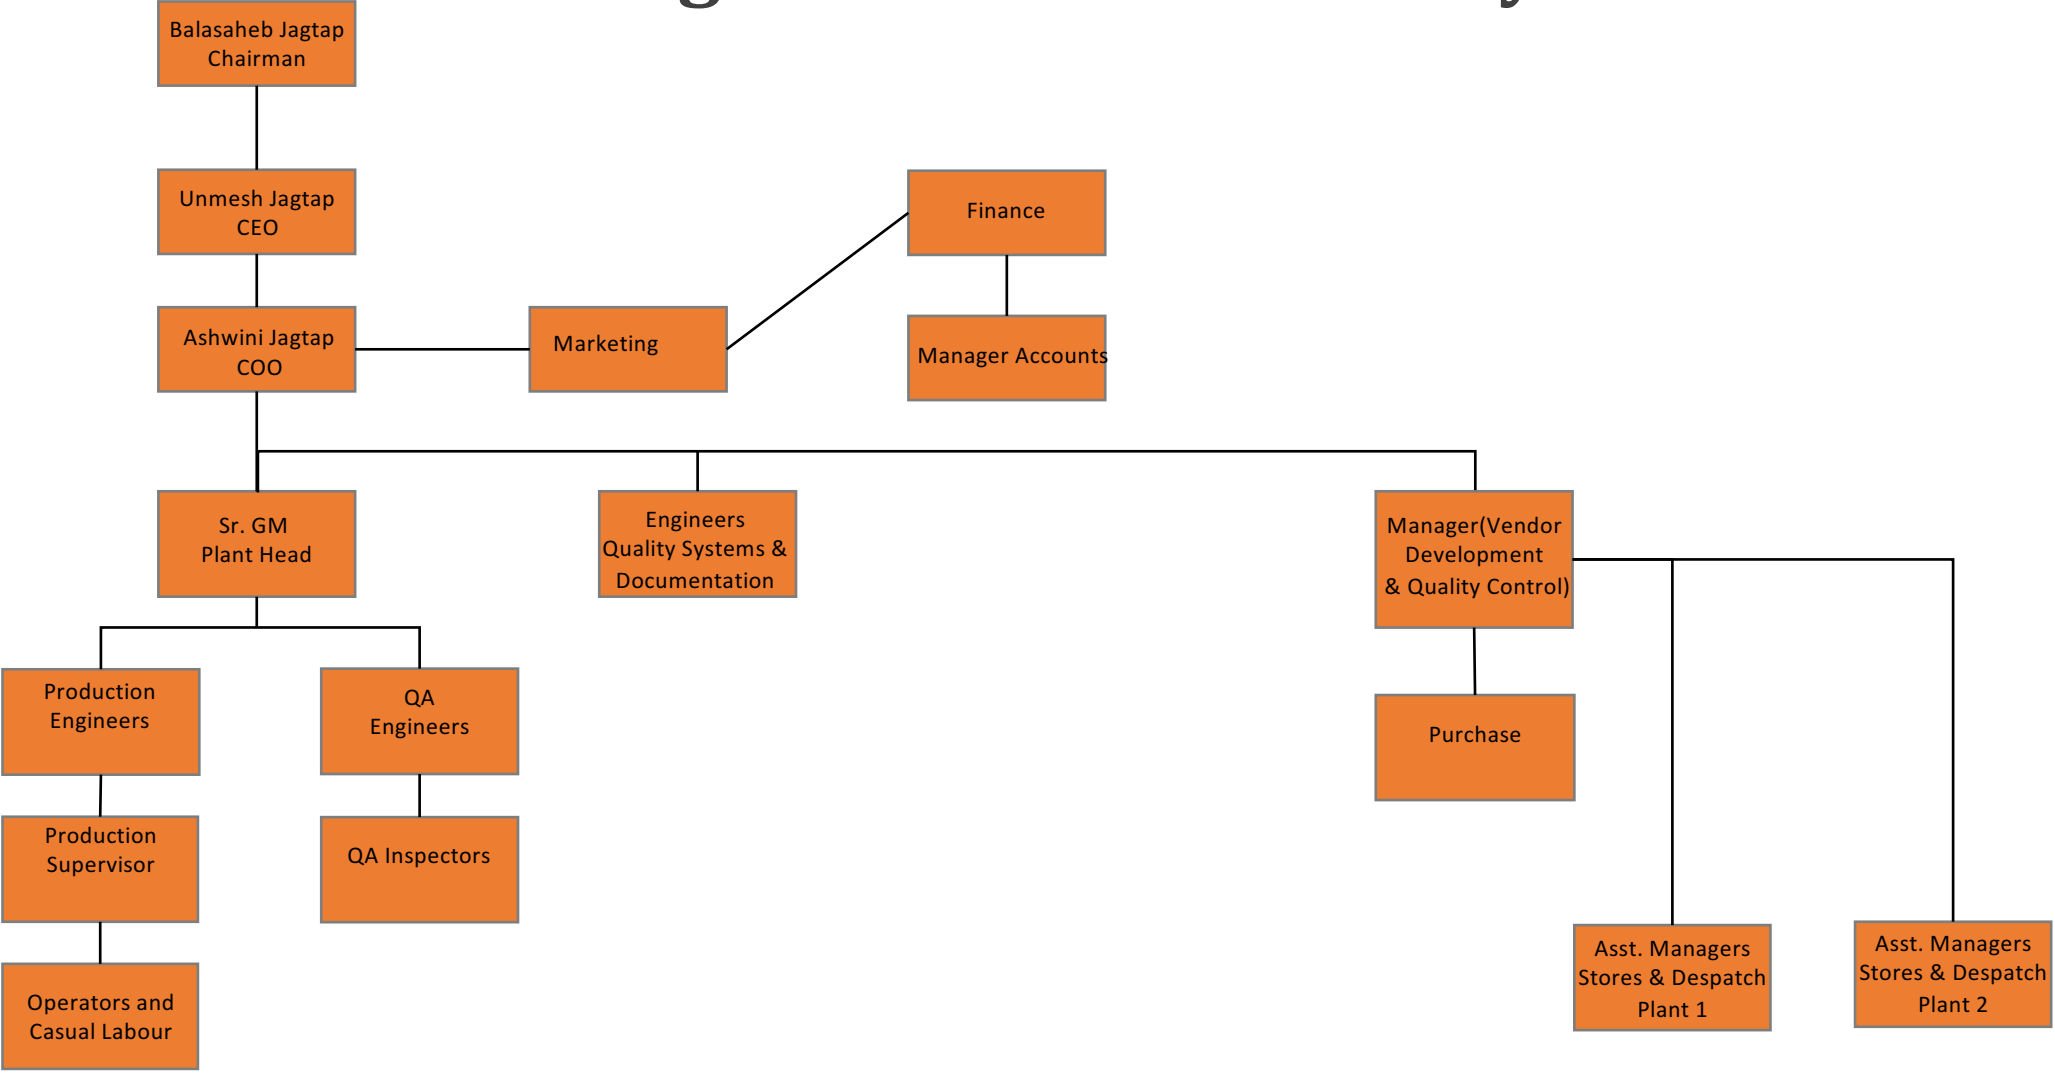 Balasaheb Jagtap
Chairman
Unmesh Jagtap
CEO
Finance
Ashwini Jagtap
COO
Marketing
Manager Accounts
Sr. GM
Plant Head
Engineers
Quality Systems &
Documentation
Manager(Vendor
Development
& Quality Control)
Production
Engineers
QA
Engineers
Purchase
Production
Supervisor
QA Inspectors
Asst. Managers
Stores & Despatch
Plant 1
Asst. Managers
Stores & Despatch
Plant 2
Operators and
Casual Labour